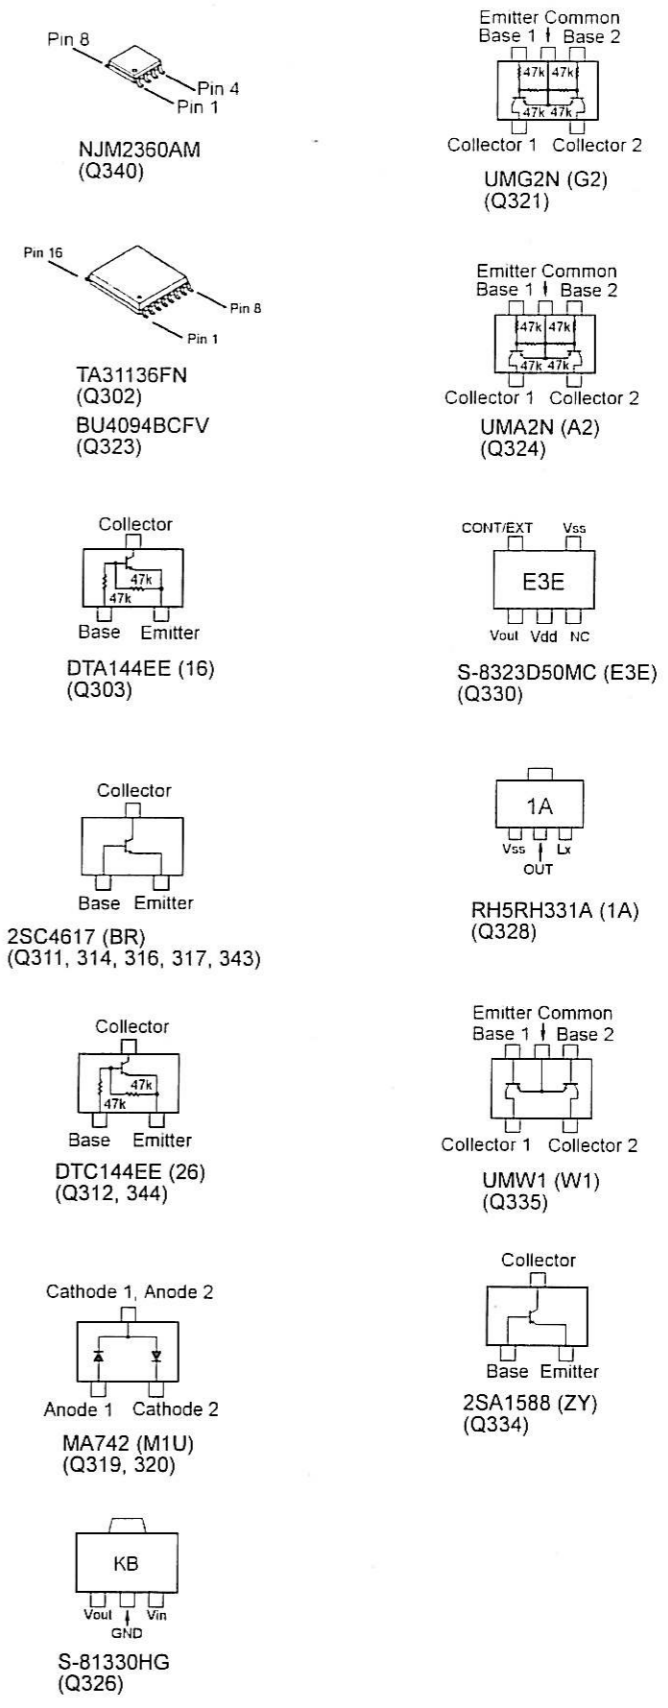 Pin 8
Pin 4
Pin 1
NJM2360AM
(Q340)
Pin 16
Pin 8
Pin 1
TA31136FN
(Q302)
BU4094BCFV
(Q323)
Collector
47k
47k
Base Emitter
DTA144EE (16)
(Q303)
Collector
Base Emitter
2SC4617 (BR)
(Q311, 314, 316, 317, 343)
Collector
47k
47k
Base Emitter
DTC144EE (26)
(Q312, 344)
Cathode 1, Anode 2
Anode 1 Cathode 2
MA742 (M1U)
(Q319, 320)
KB
Vout Vin
GND
S-81330HG
(Q326)
Emitter Common
Base 1 Base 2
47k 47k
47k 47k
Collector 1 Collector 2
UMG2N (G2)
(Q321)
Emitter Common
Base 1 Base 2
47k 47k
47k 47k
Collector 1 Collector 2
UMA2N (A2)
(Q324)
CONT/EXT Vss
E3E
Vout Vdd NC
S-8323D50MC (E3E)
(Q330)
1A
Vss Lx
OUT
RH5RH331A (1A)
(Q328)
Emitter Common
Base 1 Base 2
Collector 1 Collector 2
UMW1 (W1)
(Q335)
Collector
Base Emitter
2SA1588 (ZY)
(Q334)